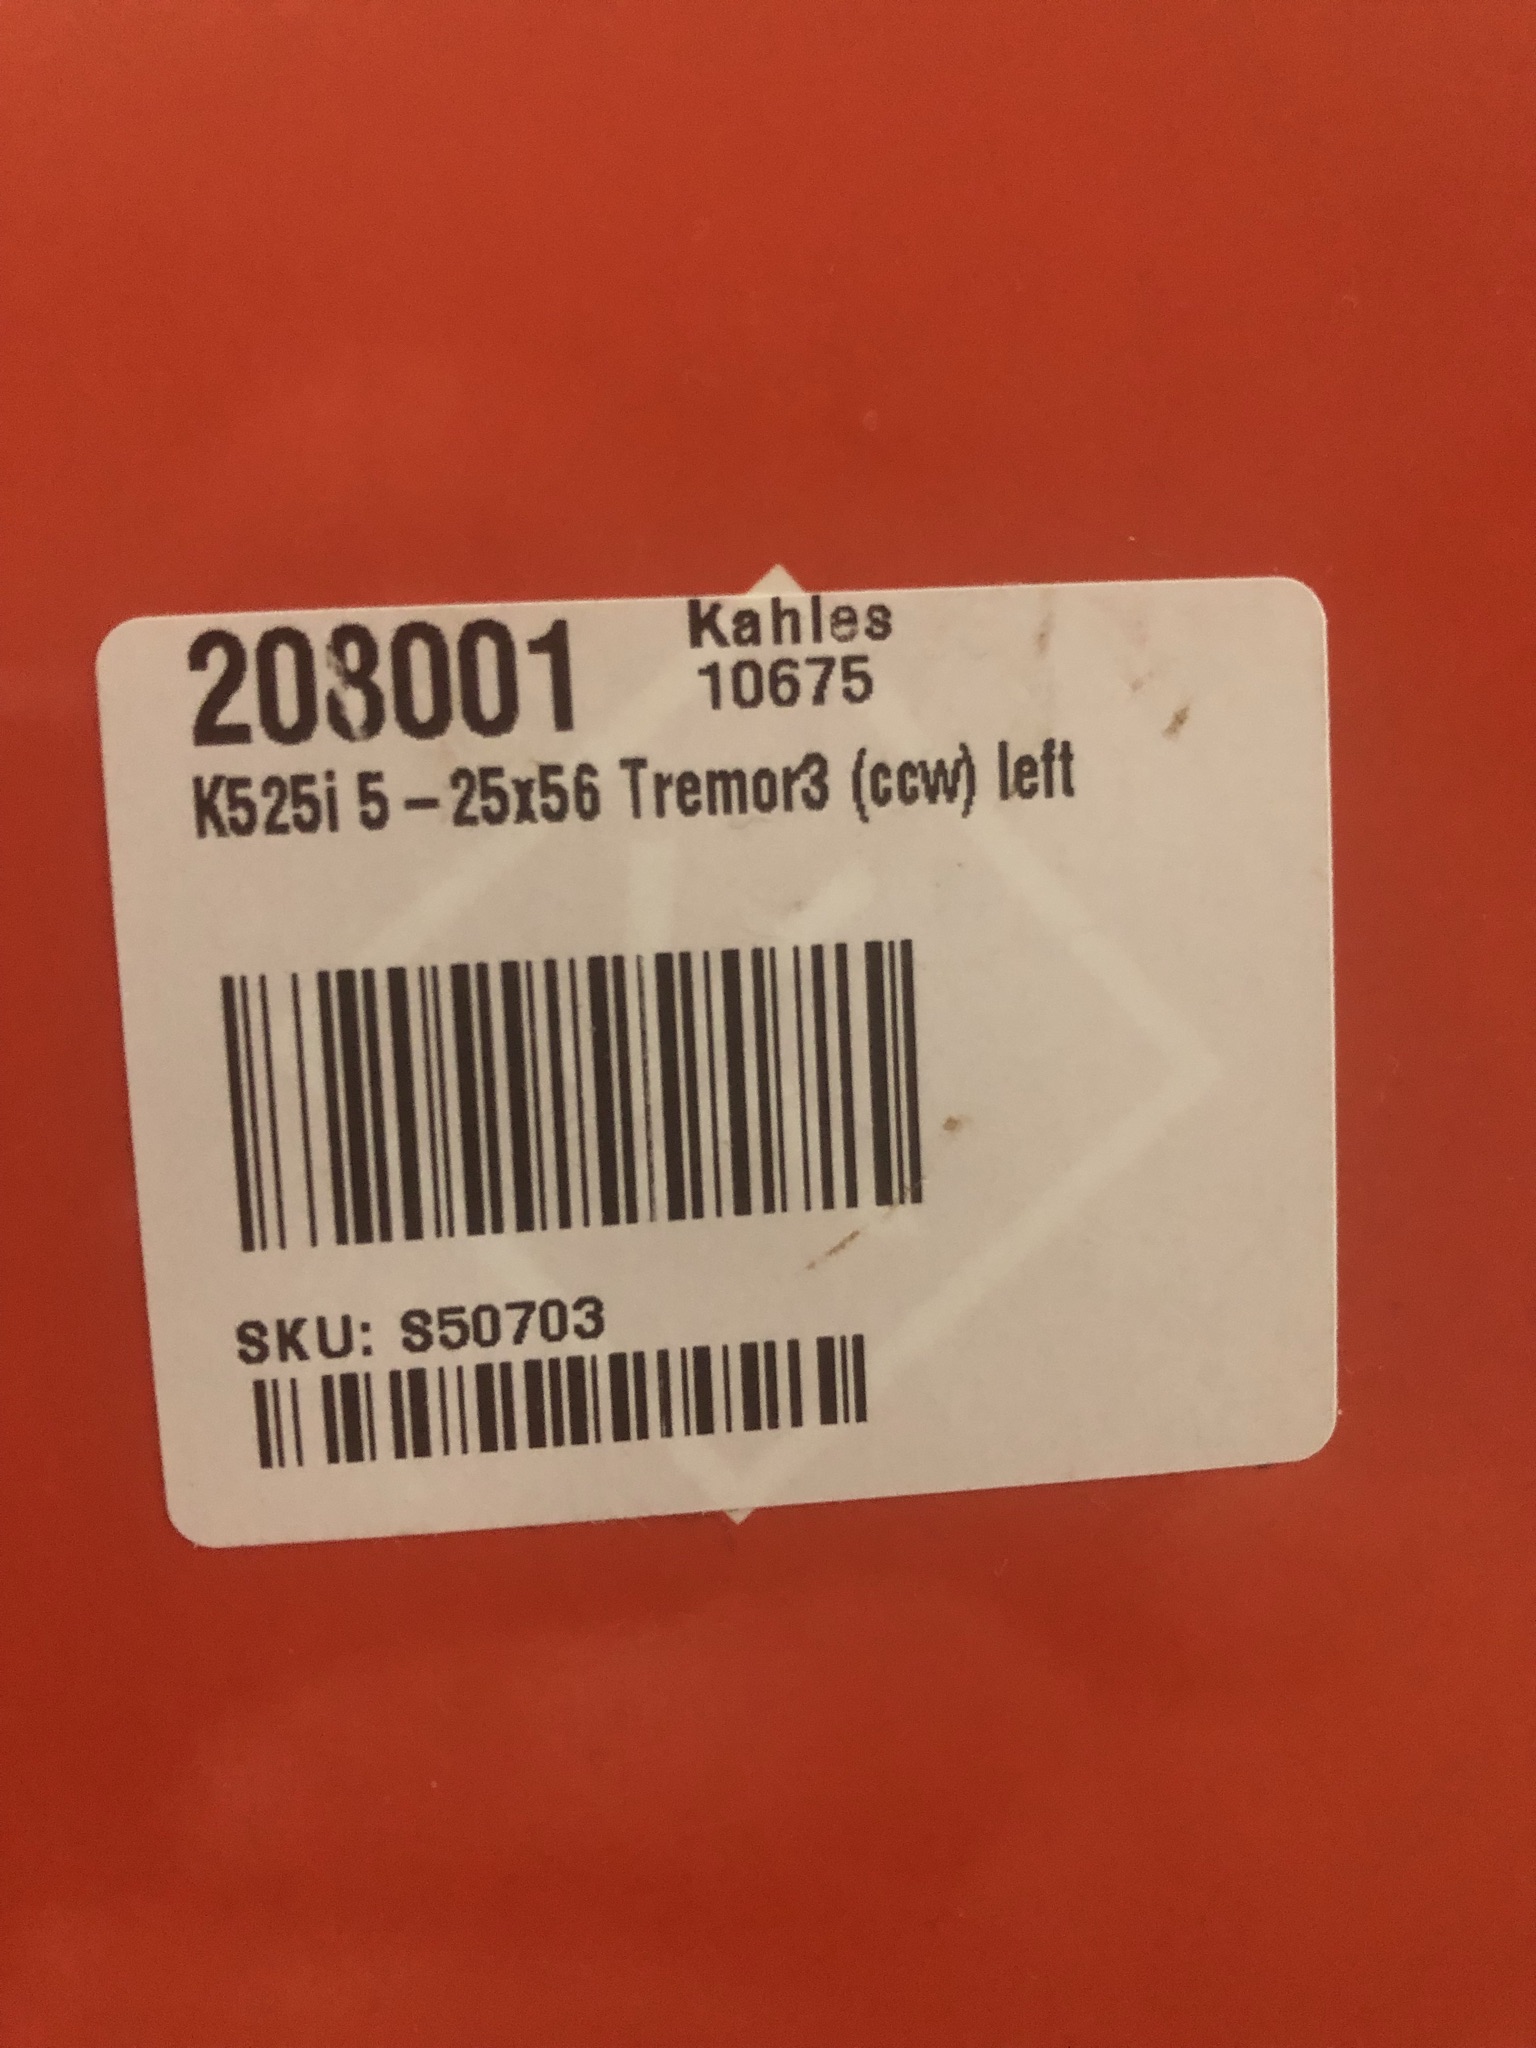 208001
Kahles
10675
K525i 5-25x56 Tremor3 (ccw) left
SKU: S50703